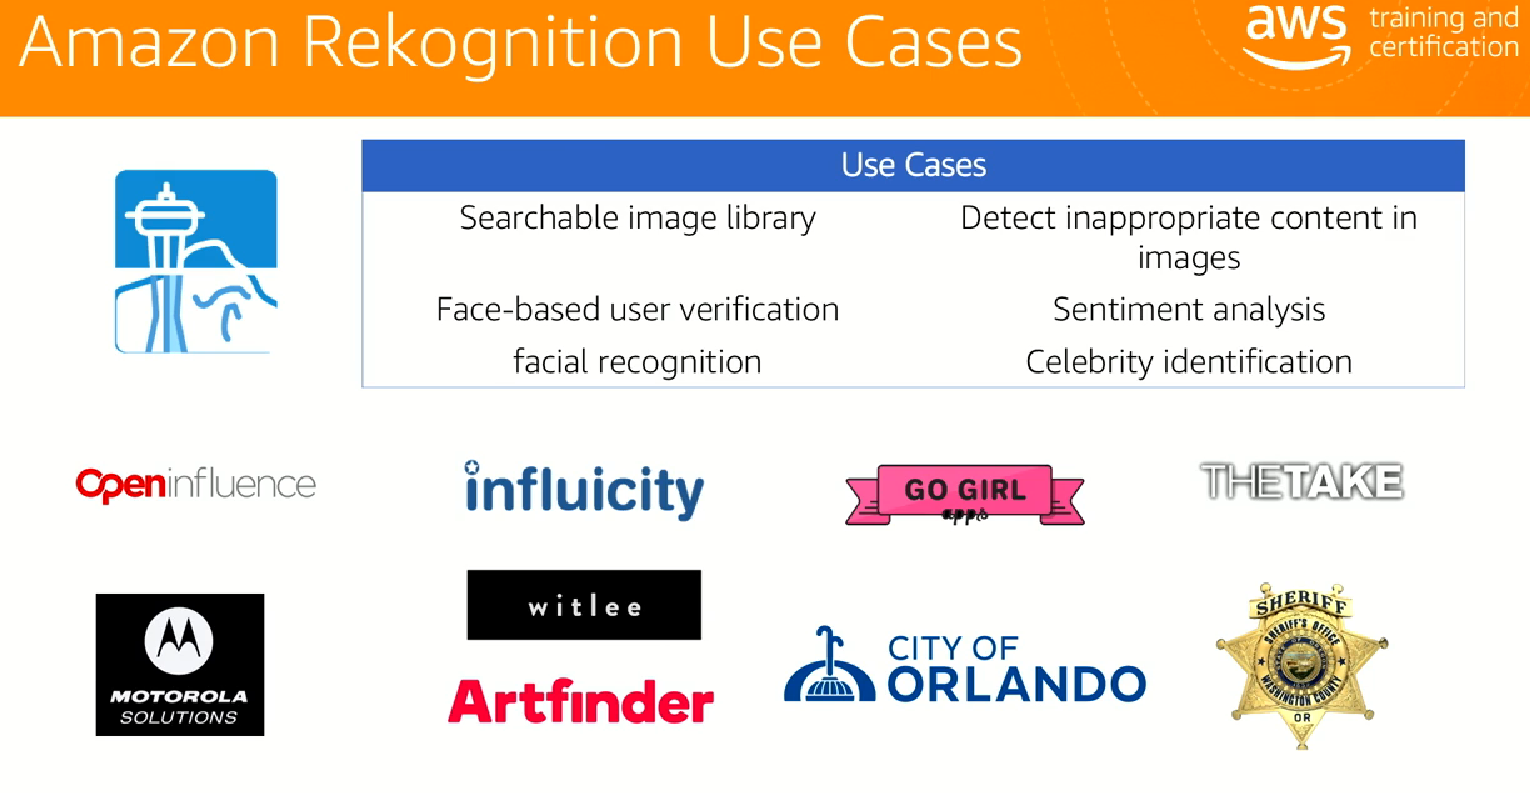 Amazon Rekognition Use Cases
aws training and
certification
Use Cases
Searchable image library
Detect inappropriate content in
images
Face-based user verification
Sentiment analysis
facial recognition
Celebrity identification
Openinfluence
influicity
GO GIRL
apps
THETAKE
witlee
MOTOROLA
SOLUTIONS
Artfinder
CITY OF
ORLANDO
SHERIFF
SHERIFF'S OFFICE
WASHINGTON COUNTY
OR